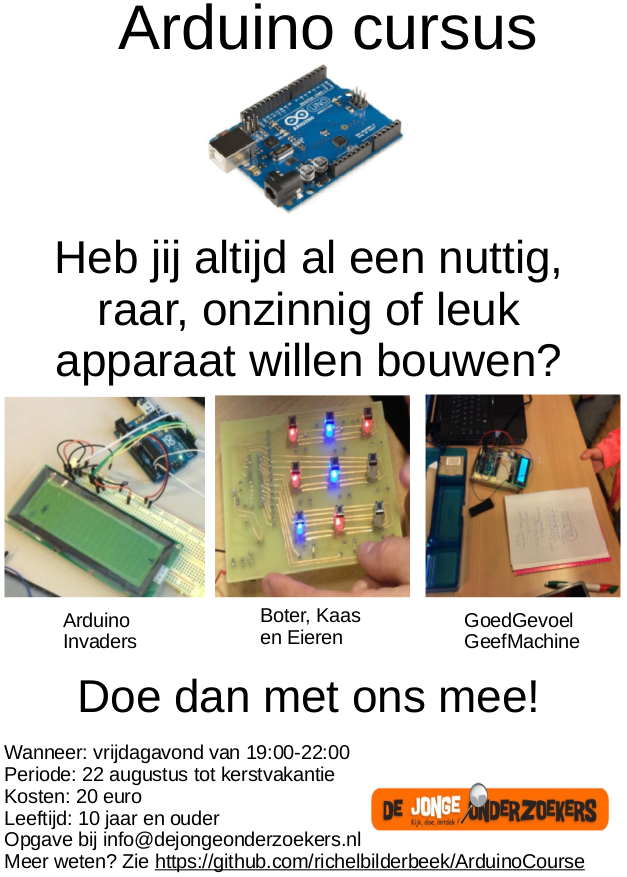 Arduino cursus
Heb jij altijd al een nuttig,
raar, onzinnig of leuk
apparaat willen bouwen?
Arduino
Invaders
Boter, Kaas
en Eieren
GoedGevoel
GeefMachine
Doe dan met ons mee!
Wanneer: vrijdagavond van 19:00-22:00
Periode: 22 augustus tot kerstvakantie
Kosten: 20 euro
Leeftijd: 10 jaar en ouder
Opgave bij info@dejongeonderzoekers.nl
Meer weten? Zie https://github.com/richelbilderbeek/ArduinoCourse
DE JONGE ONDERZOEKERS
Kijk, doe, ontdek!